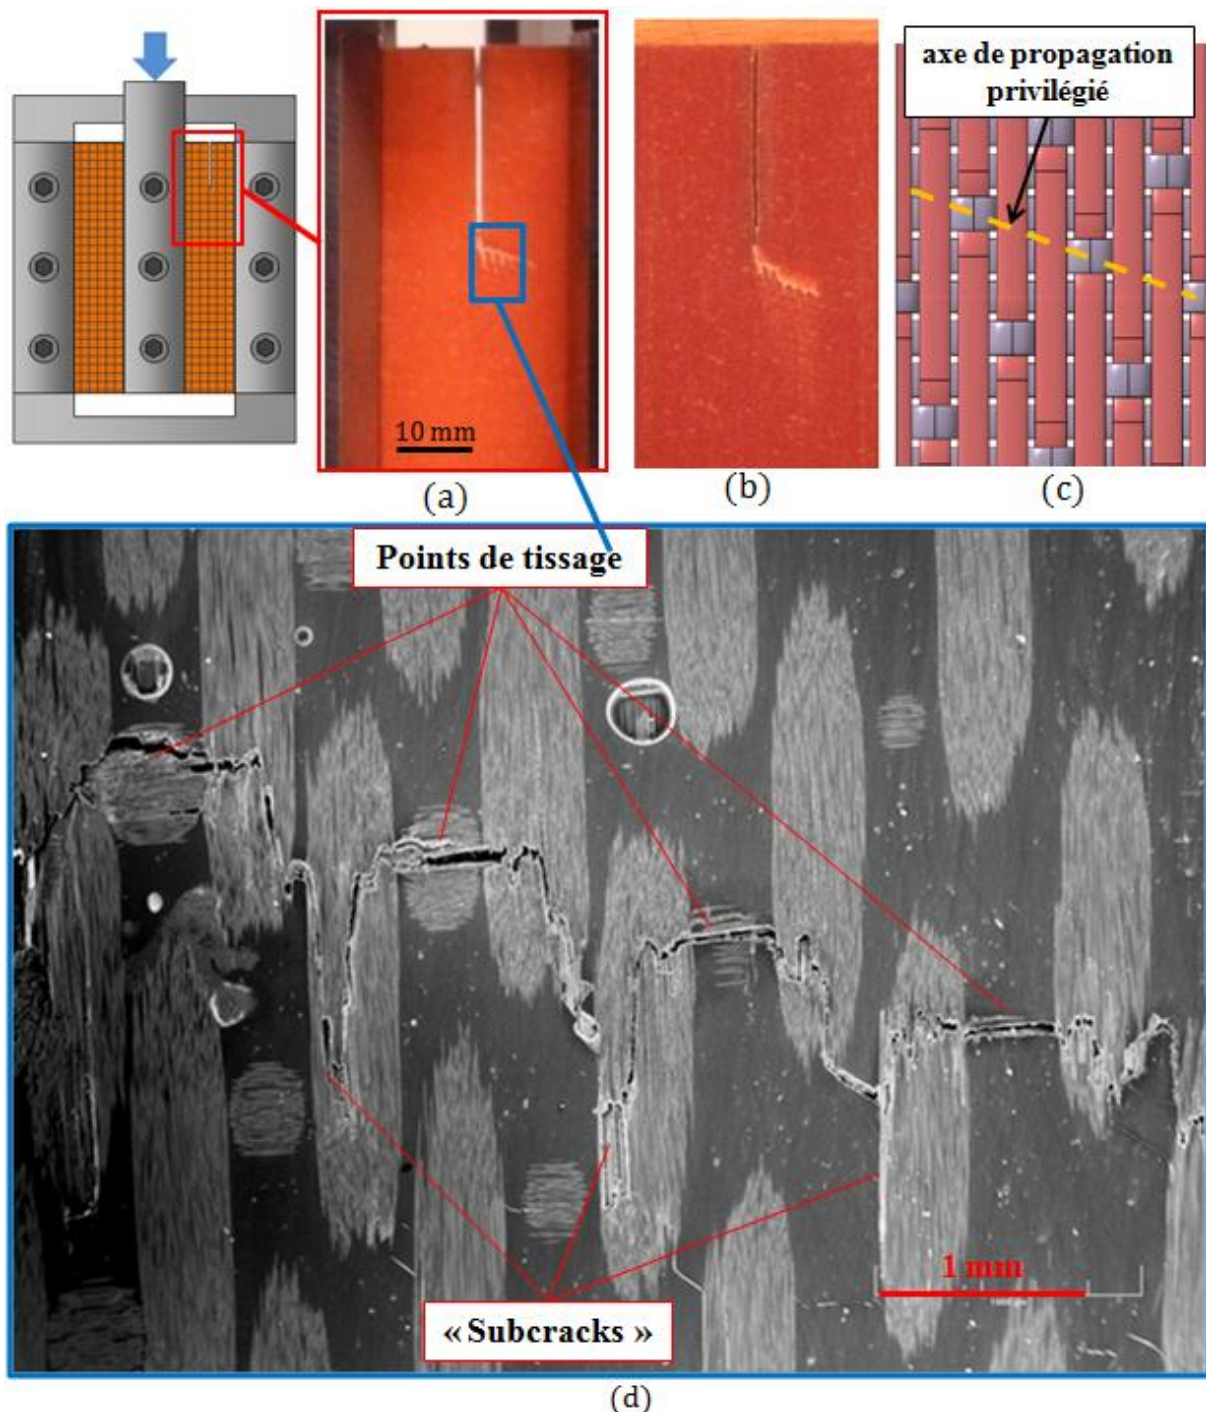 axe de propagation
privilégié
10 mm
(a)
(b)
(c)
Points de tissage
1 mm
« Subcracks »
(d)